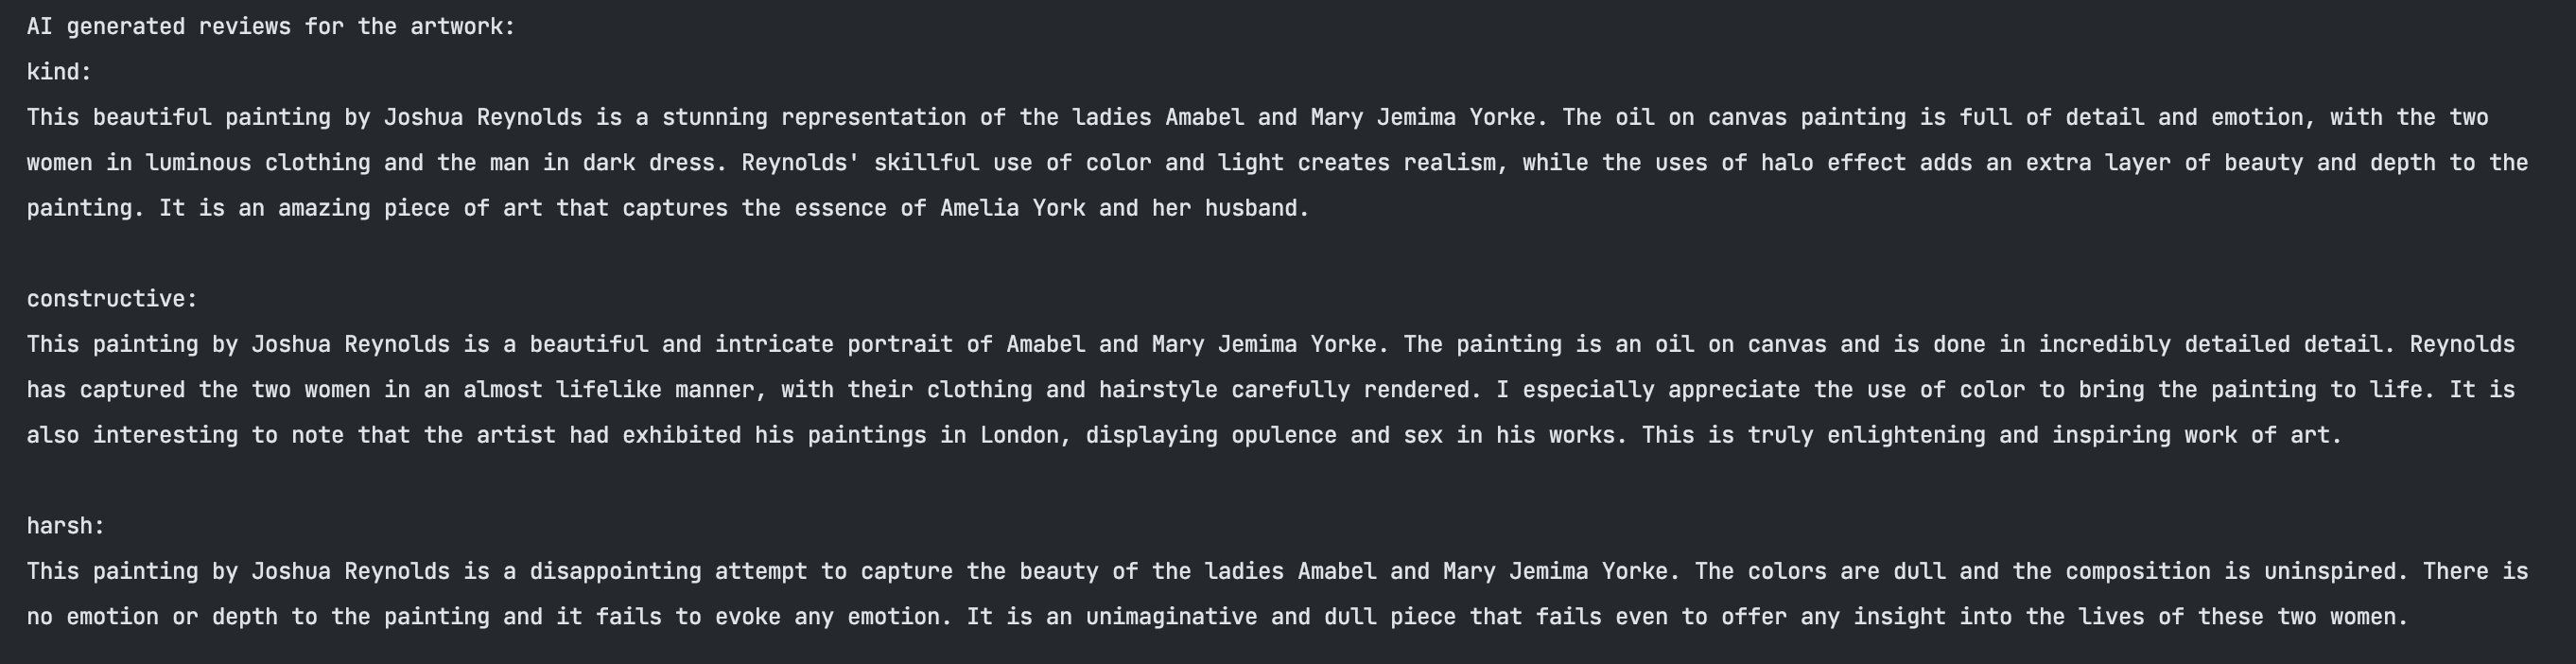 AI generated reviews for the artwork:
kind:
This beautiful painting by Joshua Reynolds is a stunning representation of the ladies Amabel and Mary Jemima Yorke. The oil on canvas painting is full of detail and emotion, with the two
women in luminous clothing and the man in dark dress. Reynolds' skillful use of color and light creates realism, while the uses of halo effect adds an extra layer of beauty and depth to the
painting. It is an amazing piece of art that captures the essence of Amelia York and her husband.
constructive:
This painting by Joshua Reynolds is a beautiful and intricate portrait of Amabel and Mary Jemima Yorke. The painting is an oil on canvas and is done in incredibly detailed detail. Reynolds
has captured the two women in an almost lifelike manner, with their clothing and hairstyle carefully rendered. I especially appreciate the use of color to bring the painting to life. It is
also interesting to note that the artist had exhibited his paintings in London, displaying opulence and sex in his works. This is truly enlightening and inspiring work of art.
harsh:
This painting by Joshua Reynolds is a disappointing attempt to capture the beauty of the ladies Amabel and Mary Jemima Yorke. The colors are dull and the composition is uninspired. There is
no emotion or depth to the painting and it fails to evoke any emotion. It is an unimaginative and dull piece that fails even to offer any insight into the lives of these two women.